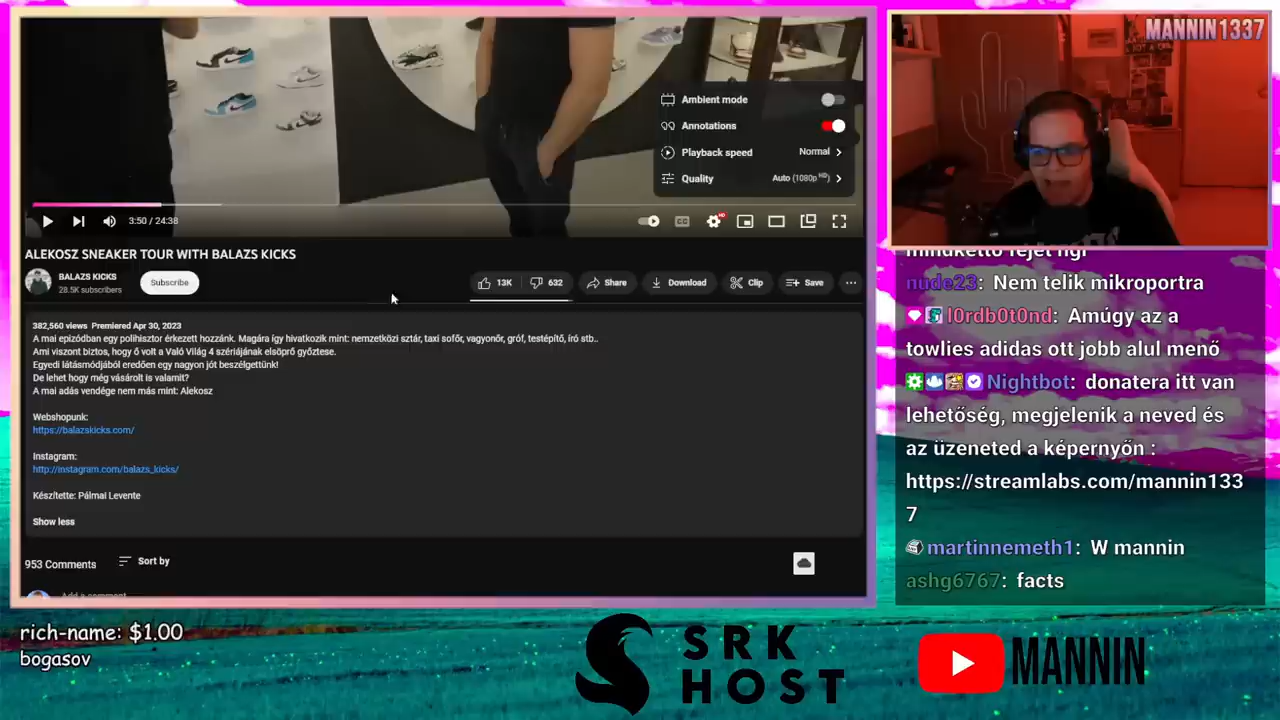 Ambient mode
Annotations
Playback speed Normal
Quality Auto (1080p HD)
3:50 / 24:38
CC
HD
ALEKOSZ SNEAKER TOUR WITH BALAZS KICKS
BALAZS KICKS
28.5K subscribers
Subscribe
13K
632
Share
Download
Clip
Save
382,560 views Premiered Apr 30, 2023
A mai epizódban egy polihisztor érkezett hozzánk. Magára így hivatkozik mint: nemzetközi sztár, taxi sofőr, vagyonőr, gróf, testépítő, író stb..
Ami viszont biztos, hogy ő volt a Való Világ 4 szériájának elsöprő győztese.
Egyedi látásmódjából eredően egy nagyon jót beszélgettünk!
De lehet hogy még vásárolt is valamit?
A mai adás vendége nem más mint: Alekosz
Webshopunk:
https://balazskicks.com/
Instagram:
http://instagram.com/balazs_kicks/
Készítette: Pálmai Levente
Show less
953 Comments
Sort by
Add a comment...
MANNIN1337
mindkettő fejét ngl
nude23: Nem telik mikroportra
l0rdb0t0nd: Amúgy az a
towlies adidas ott jobb alul menő
Nightbot: donatera itt van
lehetőség, megjelenik a neved és
az üzeneted a képernyőn :
https://streamlabs.com/mannin133
7
martinnemeth1: W mannin
ashg6767: facts
rich-name: $1.00
bogasov
SRK
HOST
MANNIN